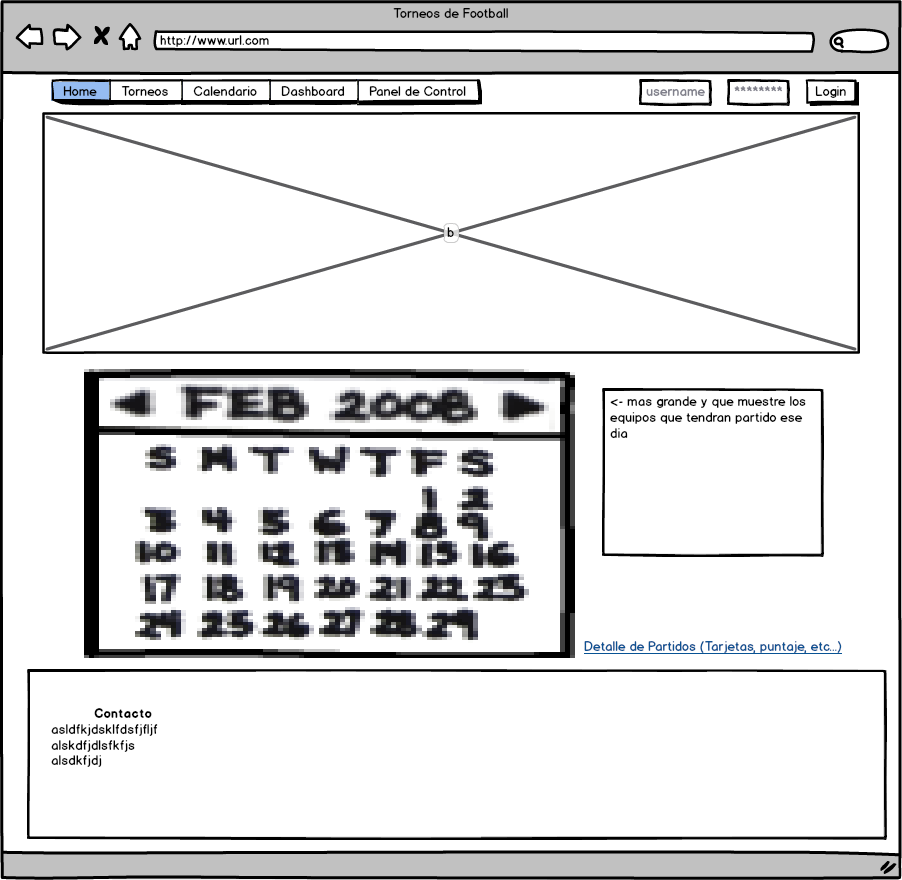 Torneos de Football
http://www.url.com
Home Torneos Calendario Dashboard Panel de Control username ******** Login
b
FEB 2008
S M T W T F S
1 2
3 4 5 6 7 8 9
10 11 12 13 14 15 16
17 18 19 20 21 22 23
24 25 26 27 28 29
<- mas grande y que muestre los
equipos que tendran partido ese
dia
Detalle de Partidos (Tarjetas, puntaje, etc...)
Contacto
asldfkjdsklfdsfjfljf
alskdfjdlsfkfjs
alsdkfjdj